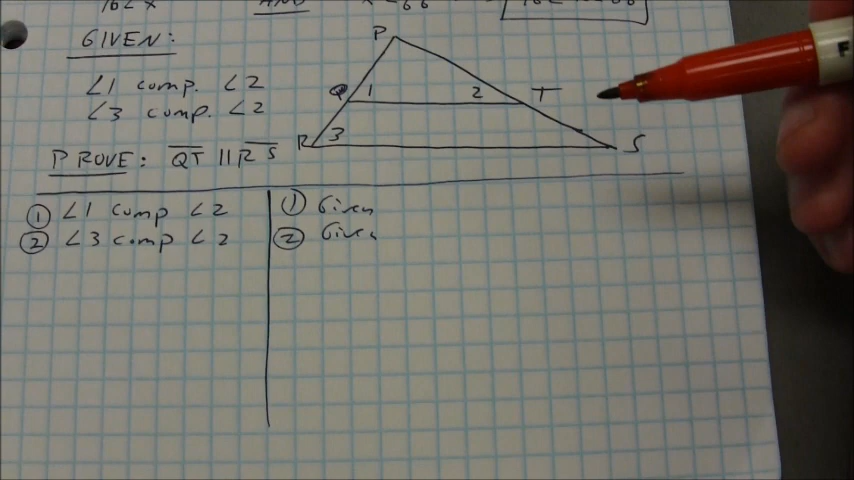 AND
GIVEN:
∠1 comp. ∠2
∠3 comp. ∠2
PROVE: QT || RS
P
Q 1 2 T
R 3 S
① ∠1 comp ∠2 ① Given
② ∠3 comp ∠2 ② Given
F